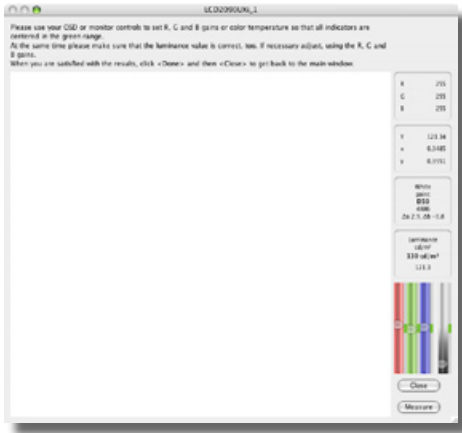 LCD2090UXi_1
Please use your OSD or monitor controls to set R, G and B gains or color temperature so that all indicators are
centered in the green range.
At the same time please make sure that the luminance value is correct, too. If necessary adjust, using the R, G and
B gains.
When you are satisfied with the results, click <Done> and then <Close> to get back to the main window.
R 255
G 255
B 255
Y
x
y
White
point
D50
Luminance
cd/m²
Close
Measure